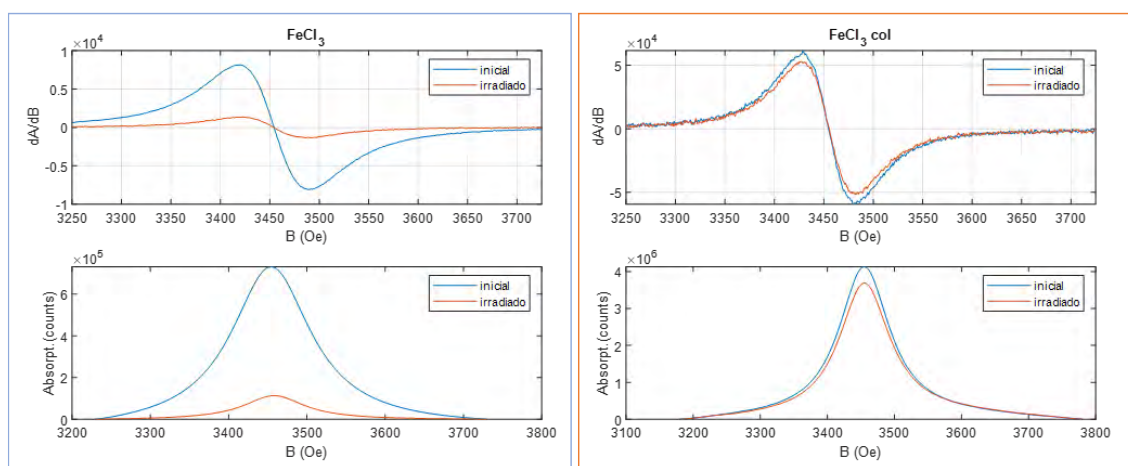 FeCl3
×10^4
1
0.5
0
-0.5
-1
dA/dB
3250 3300 3350 3400 3450 3500 3550 3600 3650 3700
B (Oe)
inicial
irradiado
×10^5
6
4
2
0
Absorpt.(counts)
3200 3300 3400 3500 3600 3700 3800
B (Oe)
inicial
irradiado
FeCl3 col
×10^4
5
0
-5
dA/dB
3250 3300 3350 3400 3450 3500 3550 3600 3650 3700
B (Oe)
inicial
irradiado
×10^6
4
3
2
1
0
Absorpt.(counts)
3100 3200 3300 3400 3500 3600 3700 3800
B (Oe)
inicial
irradiado